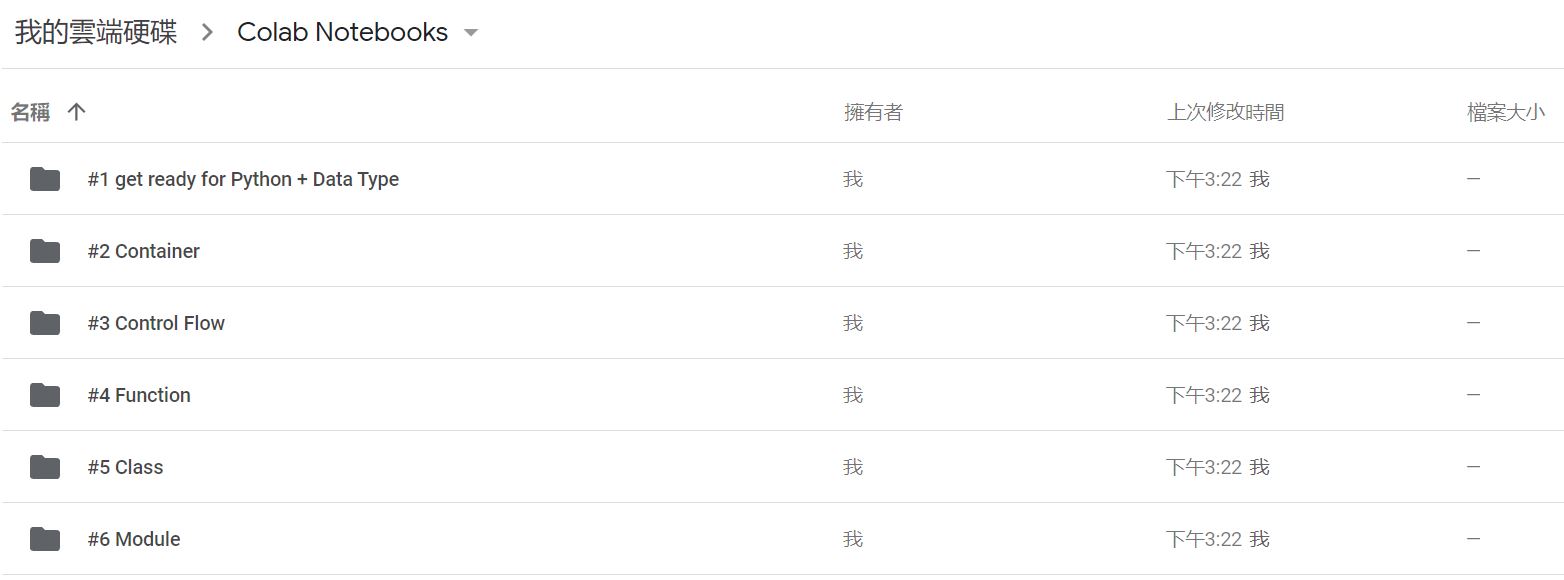 我的雲端硬碟 > Colab Notebooks
名稱 ↑ 擁有者 上次修改時間 檔案大小
#1 get ready for Python + Data Type 我 下午3:22 我 —
#2 Container 我 下午3:22 我 —
#3 Control Flow 我 下午3:22 我 —
#4 Function 我 下午3:22 我 —
#5 Class 我 下午3:22 我 —
#6 Module 我 下午3:22 我 —